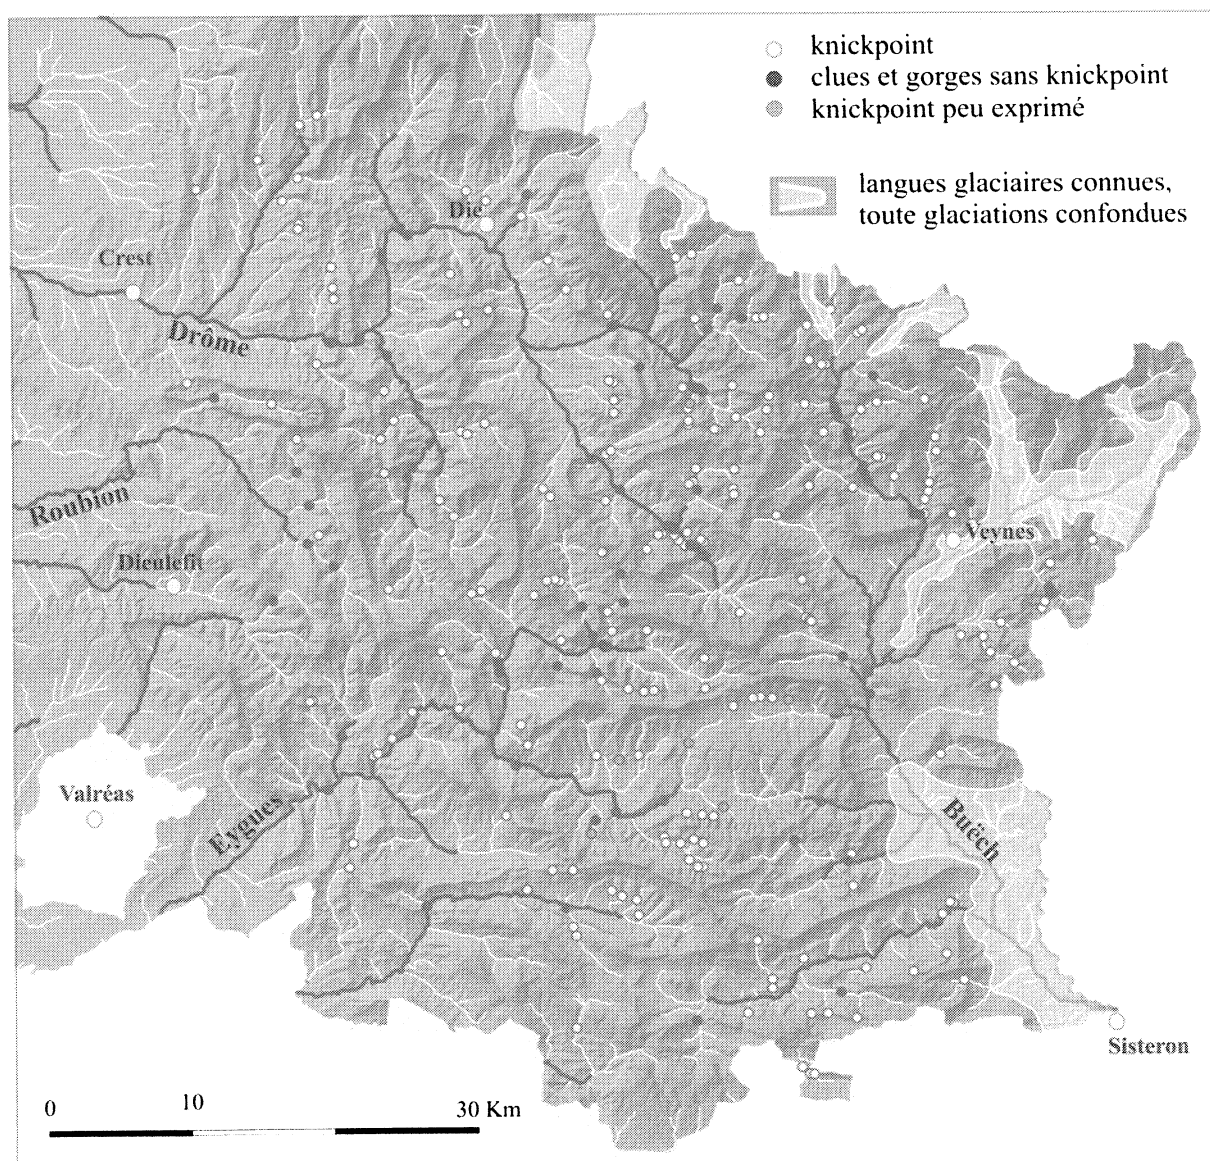 knickpoint
clues et gorges sans knickpoint
knickpoint peu exprimé
langues glaciaires connues,
toute glaciations confondues
Die
Crest
Drôme
Roubion
Dieulefit
Veynes
Valréas
Eygues
Buëch
Sisteron
0 10 30 Km